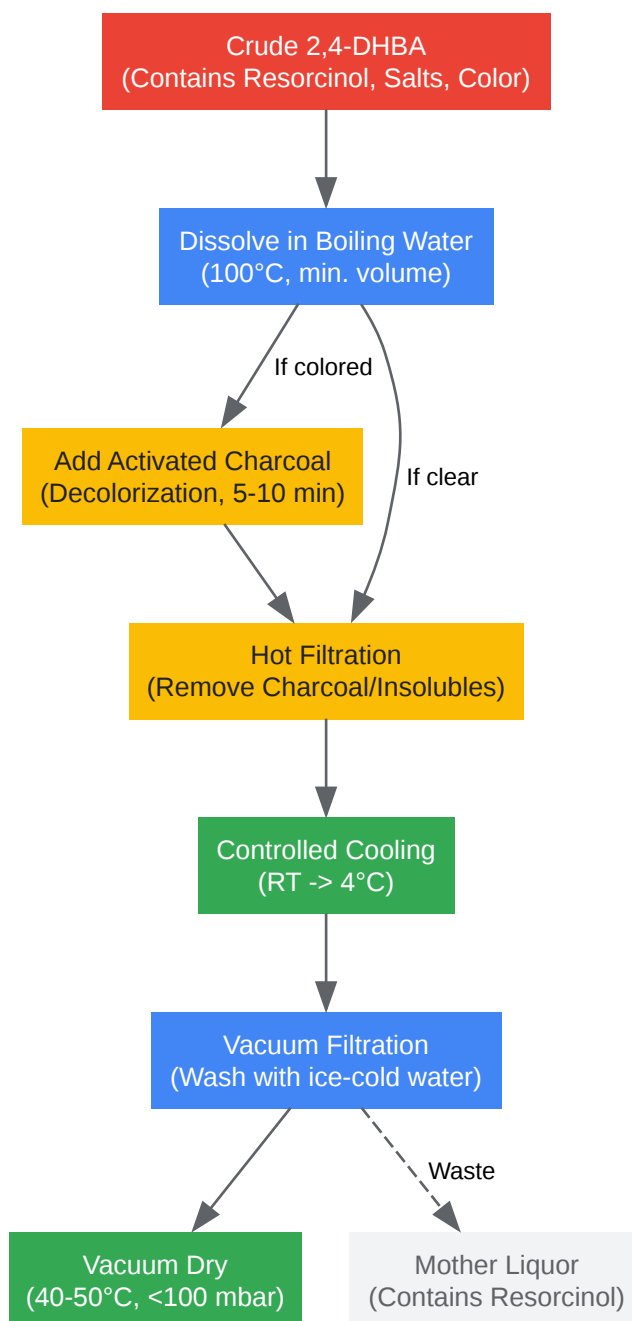 Crude 2,4-DHBA
(Contains Resorcinol, Salts, Color)
Dissolve in Boiling Water
(100°C, min. volume)
If colored
Add Activated Charcoal
(Decolorization, 5-10 min)
If clear
Hot Filtration
(Remove Charcoal/Insolubles)
Controlled Cooling
(RT -> 4°C)
Vacuum Filtration
(Wash with ice-cold water)
Waste
Vacuum Dry
(40-50°C, <100 mbar)
Mother Liquor
(Contains Resorcinol)